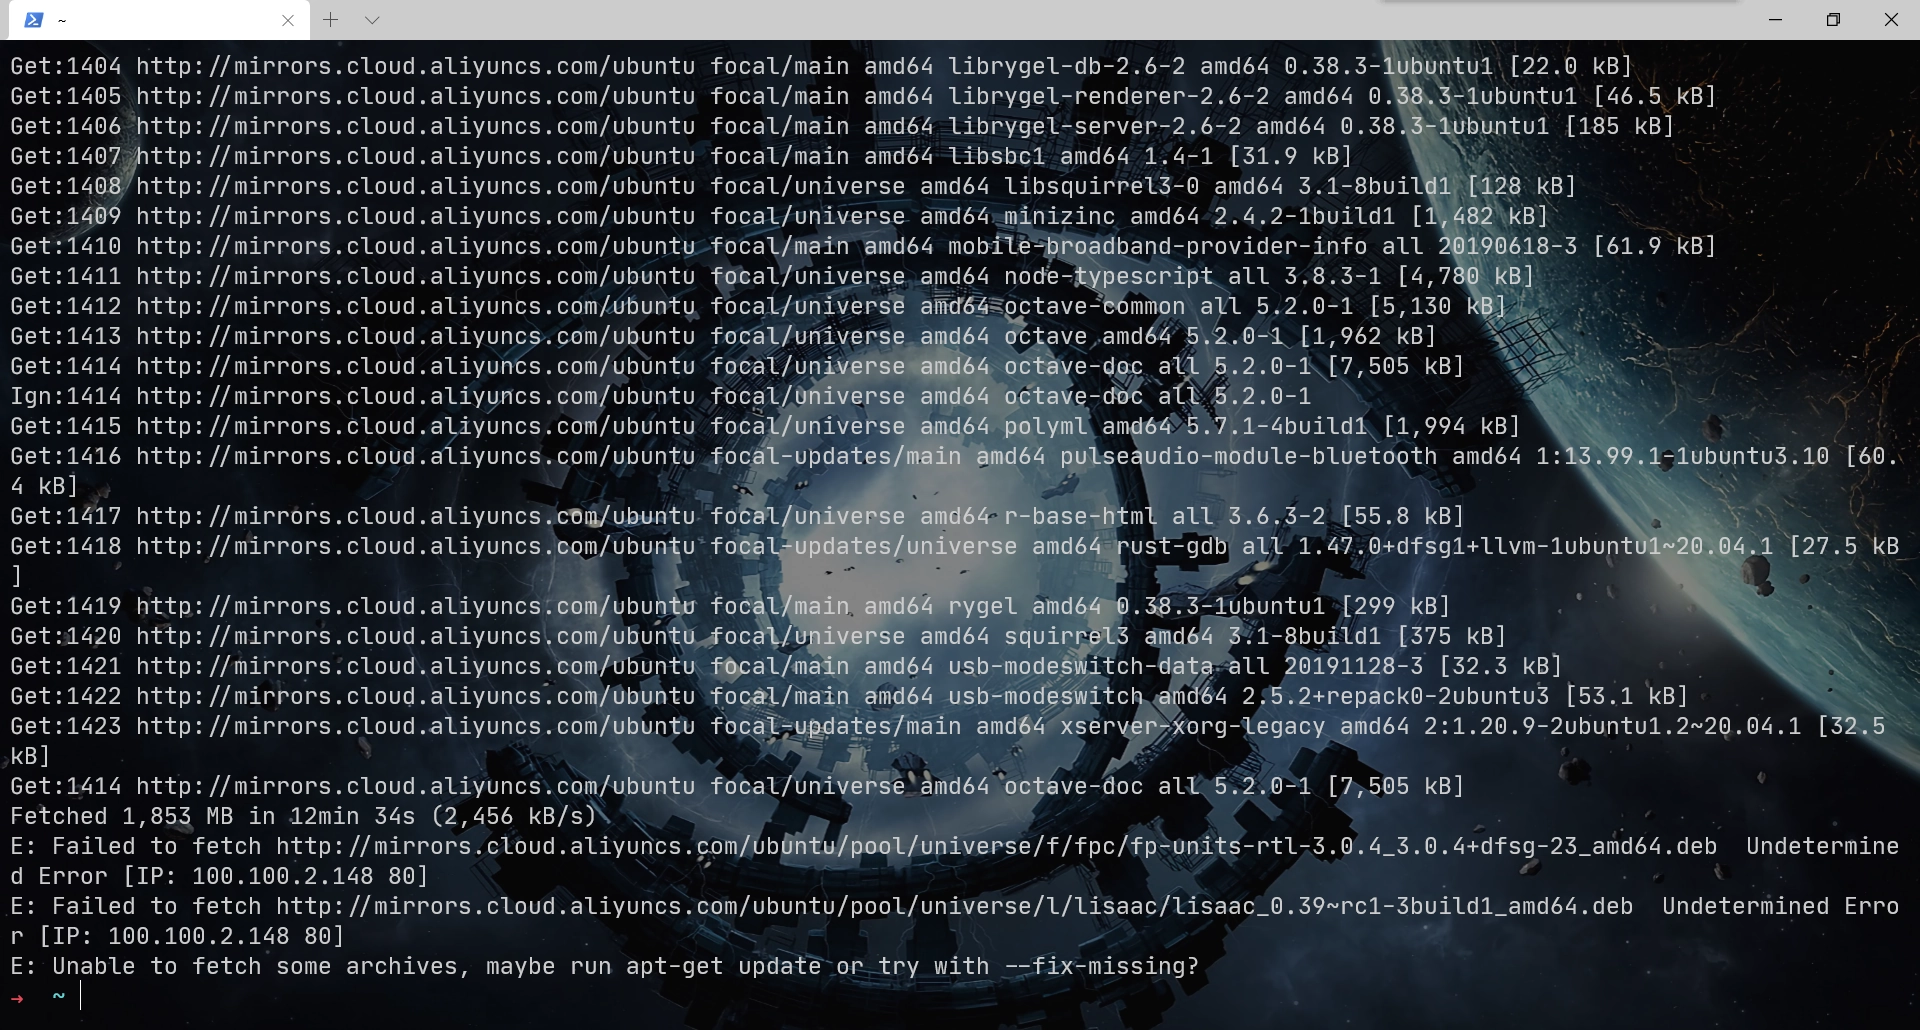 ~
Get:1404 http://mirrors.cloud.aliyuncs.com/ubuntu focal/main amd64 librygel-db-2.6-2 amd64 0.38.3-1ubuntu1 [22.0 kB]
Get:1405 http://mirrors.cloud.aliyuncs.com/ubuntu focal/main amd64 librygel-renderer-2.6-2 amd64 0.38.3-1ubuntu1 [46.5 kB]
Get:1406 http://mirrors.cloud.aliyuncs.com/ubuntu focal/main amd64 librygel-server-2.6-2 amd64 0.38.3-1ubuntu1 [185 kB]
Get:1407 http://mirrors.cloud.aliyuncs.com/ubuntu focal/main amd64 libsbc1 amd64 1.4-1 [31.9 kB]
Get:1408 http://mirrors.cloud.aliyuncs.com/ubuntu focal/universe amd64 libsquirrel3-0 amd64 3.1-8build1 [128 kB]
Get:1409 http://mirrors.cloud.aliyuncs.com/ubuntu focal/universe amd64 minizinc amd64 2.4.2-1build1 [1,482 kB]
Get:1410 http://mirrors.cloud.aliyuncs.com/ubuntu focal/main amd64 mobile-broadband-provider-info all 20190618-3 [61.9 kB]
Get:1411 http://mirrors.cloud.aliyuncs.com/ubuntu focal/universe amd64 node-typescript all 3.8.3-1 [4,780 kB]
Get:1412 http://mirrors.cloud.aliyuncs.com/ubuntu focal/universe amd64 octave-common all 5.2.0-1 [5,130 kB]
Get:1413 http://mirrors.cloud.aliyuncs.com/ubuntu focal/universe amd64 octave amd64 5.2.0-1 [1,962 kB]
Get:1414 http://mirrors.cloud.aliyuncs.com/ubuntu focal/universe amd64 octave-doc all 5.2.0-1 [7,505 kB]
Ign:1414 http://mirrors.cloud.aliyuncs.com/ubuntu focal/universe amd64 octave-doc all 5.2.0-1
Get:1415 http://mirrors.cloud.aliyuncs.com/ubuntu focal/universe amd64 polyml amd64 5.7.1-4build1 [1,994 kB]
Get:1416 http://mirrors.cloud.aliyuncs.com/ubuntu focal-updates/main amd64 pulseaudio-module-bluetooth amd64 1:13.99.1-1ubuntu3.10 [60.
4 kB]
Get:1417 http://mirrors.cloud.aliyuncs.com/ubuntu focal/universe amd64 r-base-html all 3.6.3-2 [55.8 kB]
Get:1418 http://mirrors.cloud.aliyuncs.com/ubuntu focal-updates/universe amd64 rust-gdb all 1.47.0+dfsg1+llvm-1ubuntu1~20.04.1 [27.5 kB
]
Get:1419 http://mirrors.cloud.aliyuncs.com/ubuntu focal/main amd64 rygel amd64 0.38.3-1ubuntu1 [299 kB]
Get:1420 http://mirrors.cloud.aliyuncs.com/ubuntu focal/universe amd64 squirrel3 amd64 3.1-8build1 [375 kB]
Get:1421 http://mirrors.cloud.aliyuncs.com/ubuntu focal/main amd64 usb-modeswitch-data all 20191128-3 [32.3 kB]
Get:1422 http://mirrors.cloud.aliyuncs.com/ubuntu focal/main amd64 usb-modeswitch amd64 2.5.2+repack0-2ubuntu3 [53.1 kB]
Get:1423 http://mirrors.cloud.aliyuncs.com/ubuntu focal-updates/main amd64 xserver-xorg-legacy amd64 2:1.20.9-2ubuntu1.2~20.04.1 [32.5
kB]
Get:1414 http://mirrors.cloud.aliyuncs.com/ubuntu focal/universe amd64 octave-doc all 5.2.0-1 [7,505 kB]
Fetched 1,853 MB in 12min 34s (2,456 kB/s)
E: Failed to fetch http://mirrors.cloud.aliyuncs.com/ubuntu/pool/universe/f/fpc/fp-units-rtl-3.0.4_3.0.4+dfsg-23_amd64.deb  Undetermine
d Error [IP: 100.100.2.148 80]
E: Failed to fetch http://mirrors.cloud.aliyuncs.com/ubuntu/pool/universe/l/lisaac/lisaac_0.39~rc1-3build1_amd64.deb  Undetermined Erro
r [IP: 100.100.2.148 80]
E: Unable to fetch some archives, maybe run apt-get update or try with --fix-missing?
→ ~